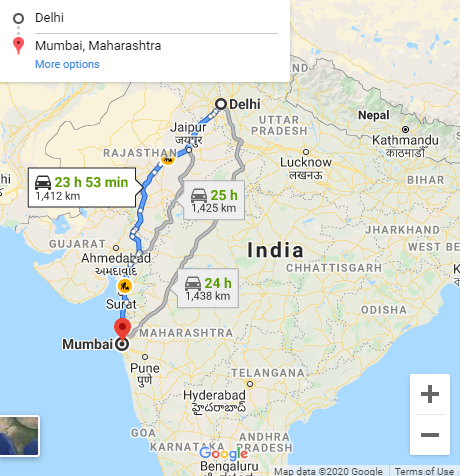 Delhi
Mumbai, Maharashtra
More options
Delhi
Nepal
UTTAR
PRADESH
Jaipur
जयपुर
Kathmandu
काठमाडौं
RAJASTHAN
Lucknow
लखनऊ
BIHAR
23 h 53 min
1,412 km
25 h
1,425 km
JHARKHAND
GUJARAT
India
WEST BE
Ahmedabad
અમદાવાદ
CHHATTISGARH
24 h
1,438 km
Surat
ODISHA
Mumbai
MAHARASHTRA
Pune
पुणे
TELANGANA
Hyderabad
హైదరాబాద్
GOA
KARNATAKA
ANDHRA
PRADESH
Google
Bengaluru
Map data ©2020 Google
Terms of Use